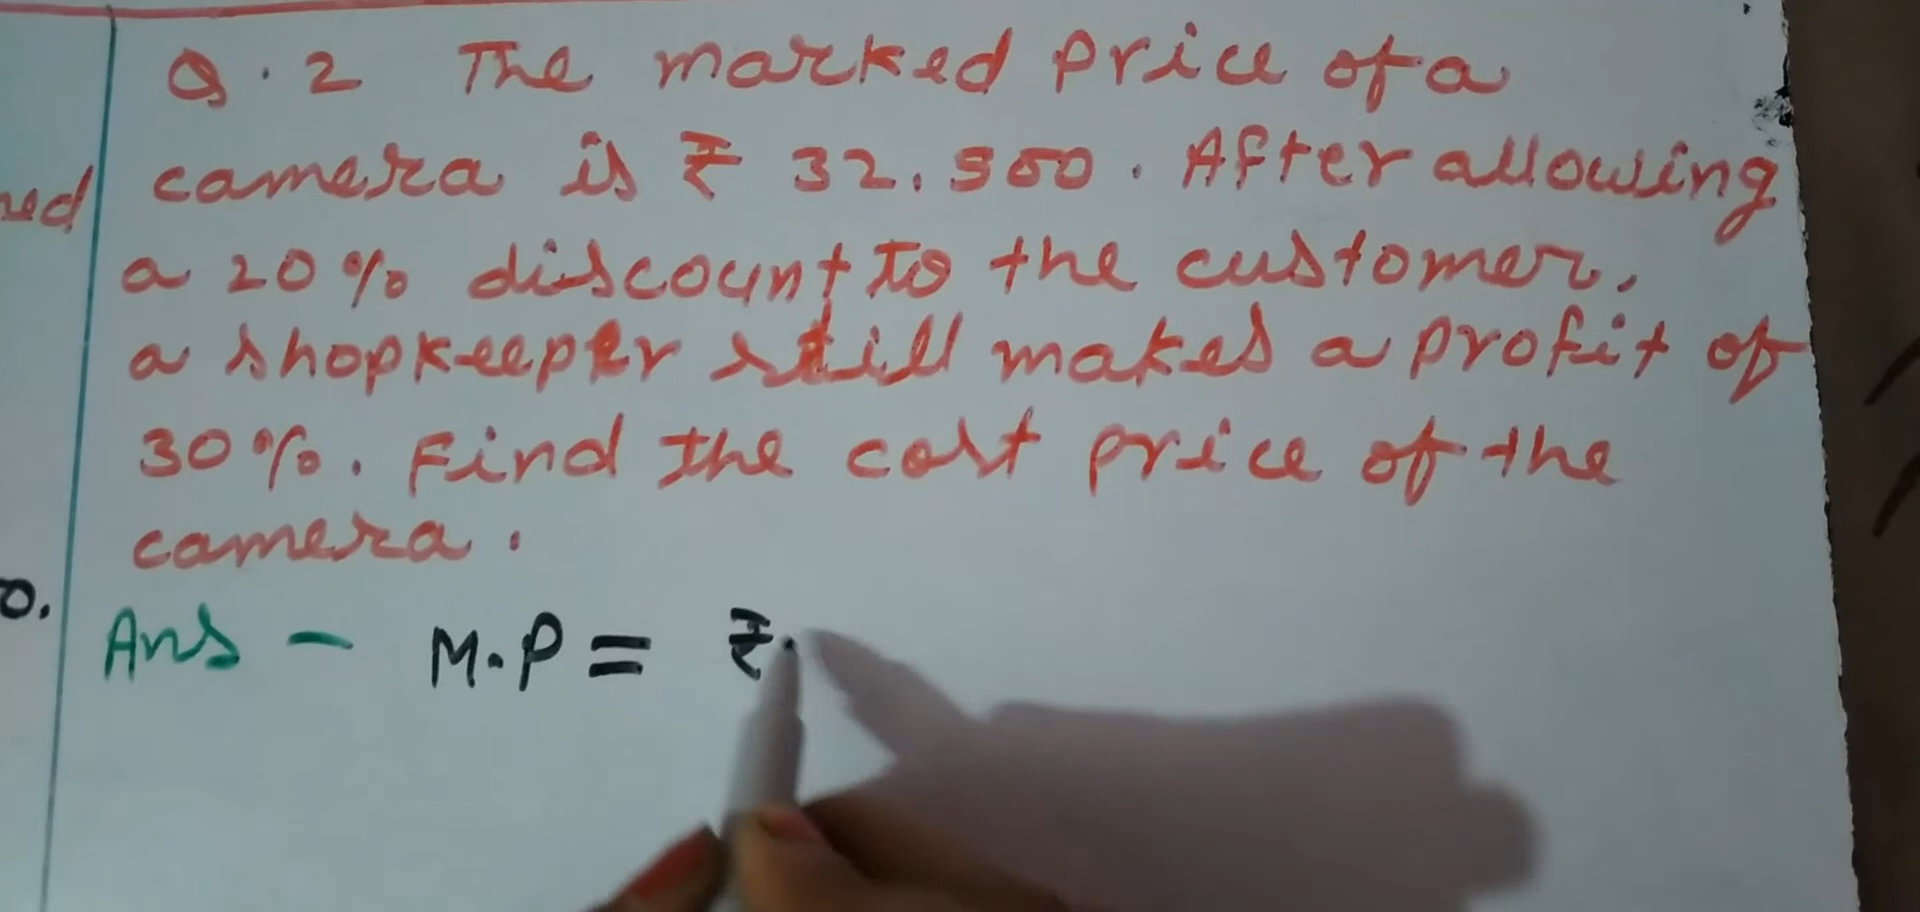 Q.2 The marked price of a
camera is ₹ 32,500. After allowing
a 20% discount to the customer,
a shopkeeper still makes a profit of
30%. Find the cost price of the
camera.
Ans - M.P = ₹